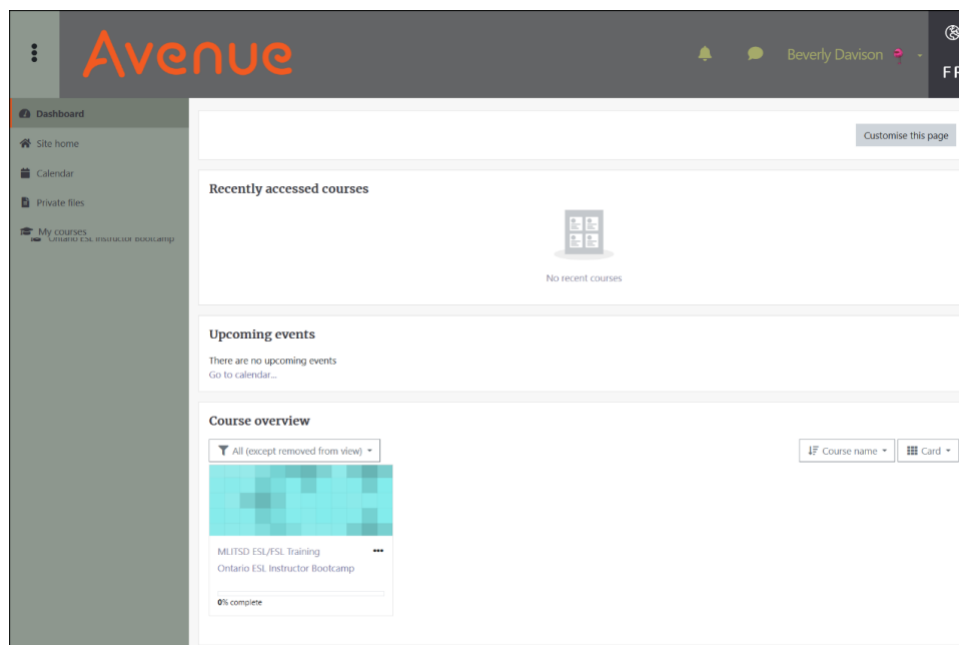 Avenue
Beverly Davison
FR
Dashboard
Site home
Calendar
Private files
My courses
Ontario ESL Instructor Bootcamp
Customise this page
Recently accessed courses
No recent courses
Upcoming events
There are no upcoming events
Go to calendar...
Course overview
All (except removed from view)
Course name
Card
MLITSD ESL/FSL Training
Ontario ESL Instructor Bootcamp
0% complete